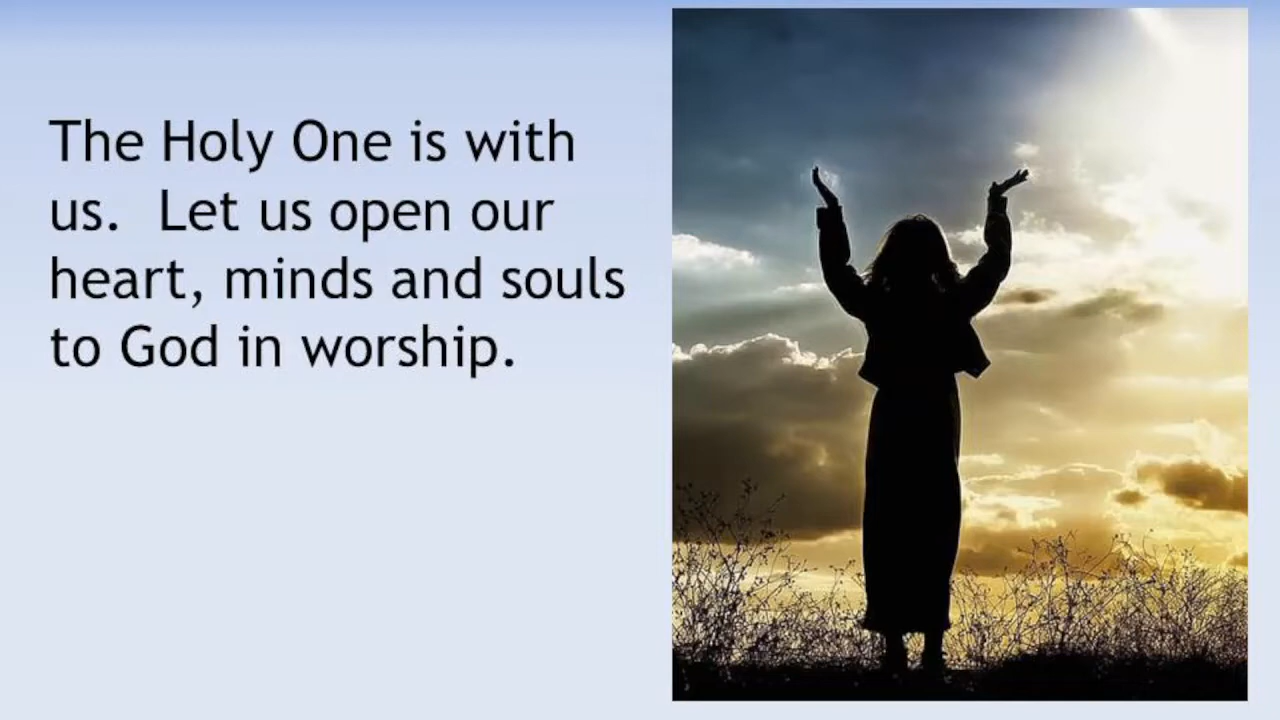 The Holy One is with
us.  Let us open our
heart, minds and souls
to God in worship.